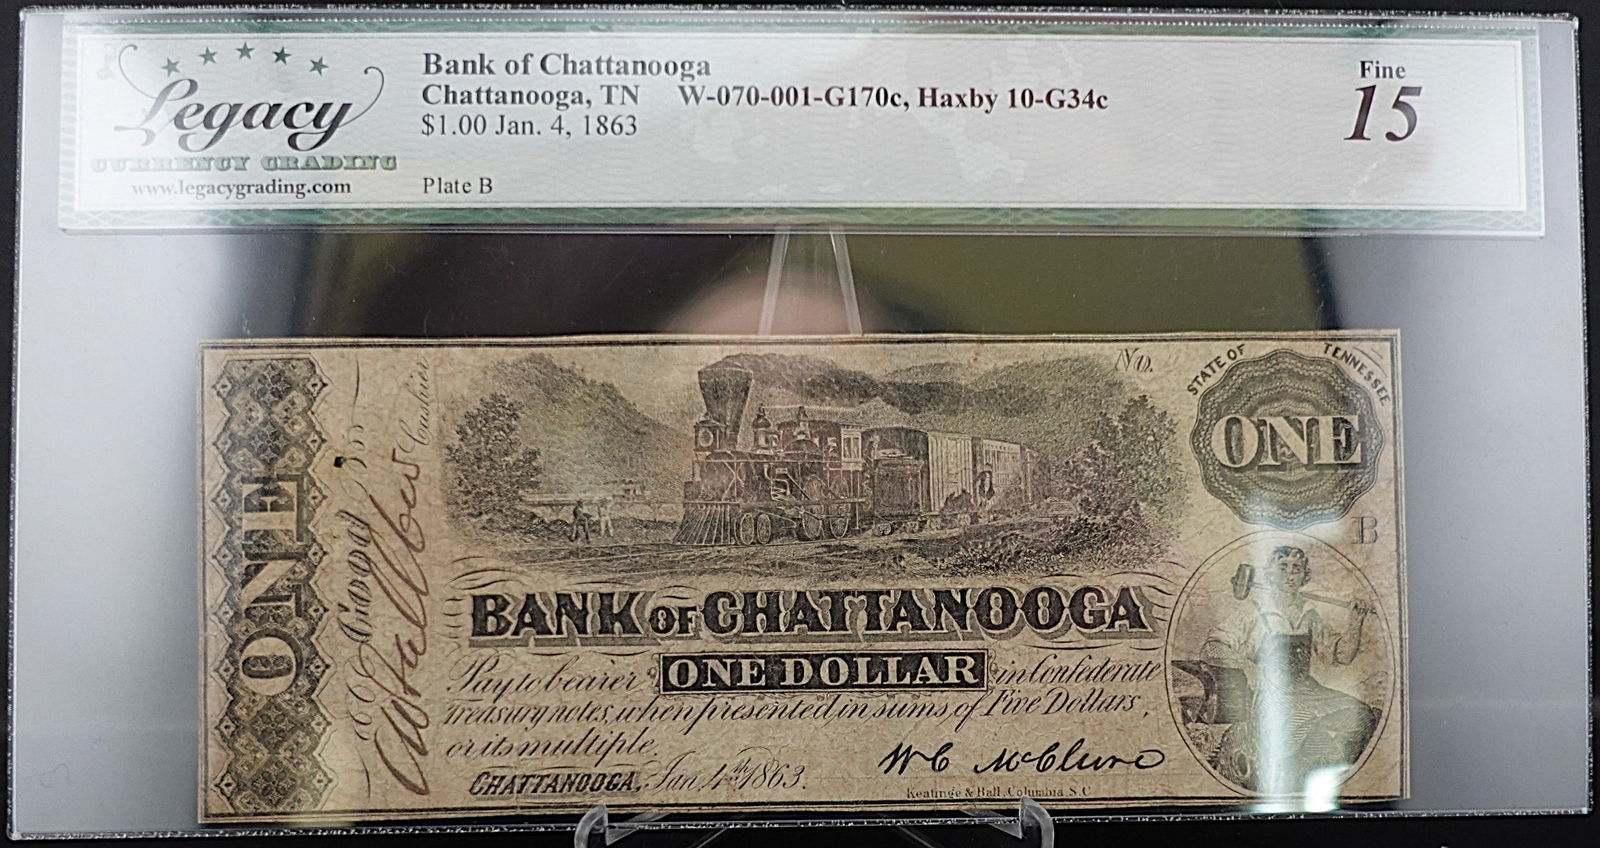 Legacy
CURRENCY GRADING
www.legacygrading.com
Bank of Chattanooga
Chattanooga, TN W-070-001-G170c, Haxby 10-G34c
$1.00 Jan. 4, 1863
Plate B
Fine
15
ONE
Good
Cashier
No.
STATE OF TENNESSEE
ONE
B
BANK OF CHATTANOOGA
Pay to bearer ONE DOLLAR in Confederate
Treasury notes, when presented in sums of Five Dollars,
or its multiple.
CHATTANOOGA, Jan 4th 1863.
W C McClung
Keatinge & Ball, Columbia, S.C.